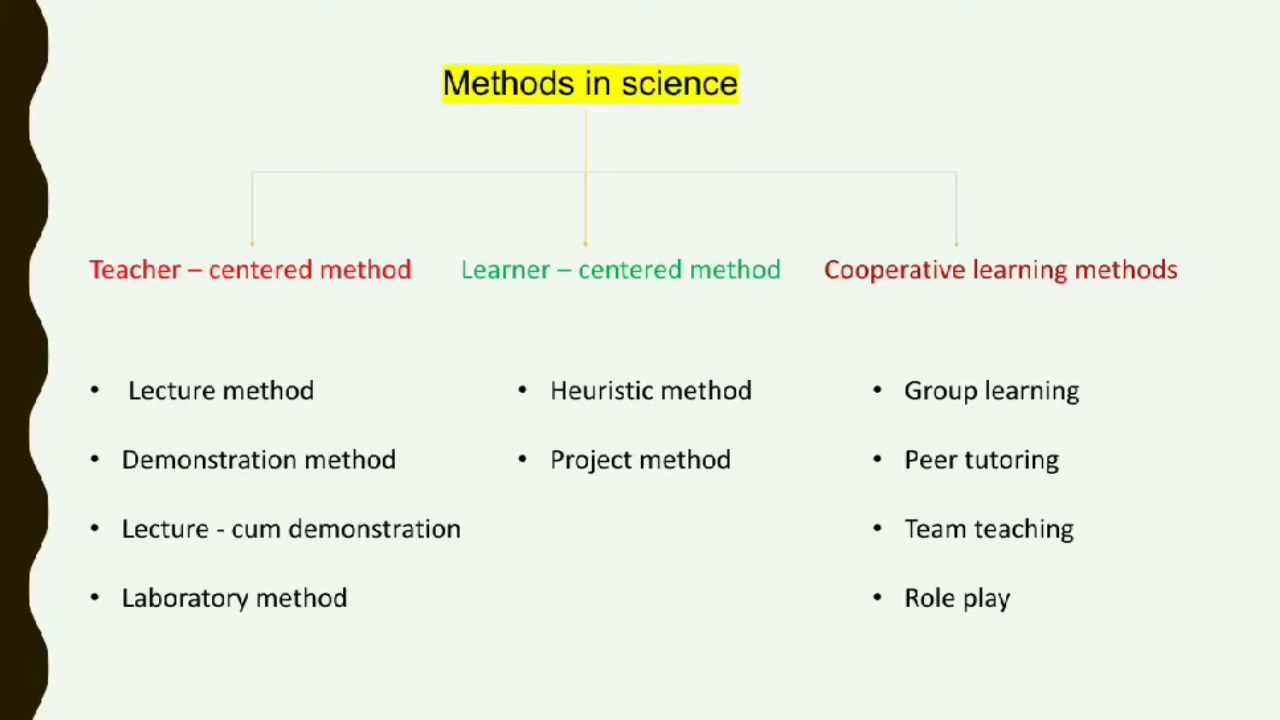 Methods in science
Teacher – centered method
Learner – centered method
Cooperative learning methods
• Lecture method
• Demonstration method
• Lecture - cum demonstration
• Laboratory method
• Heuristic method
• Project method
• Group learning
• Peer tutoring
• Team teaching
• Role play